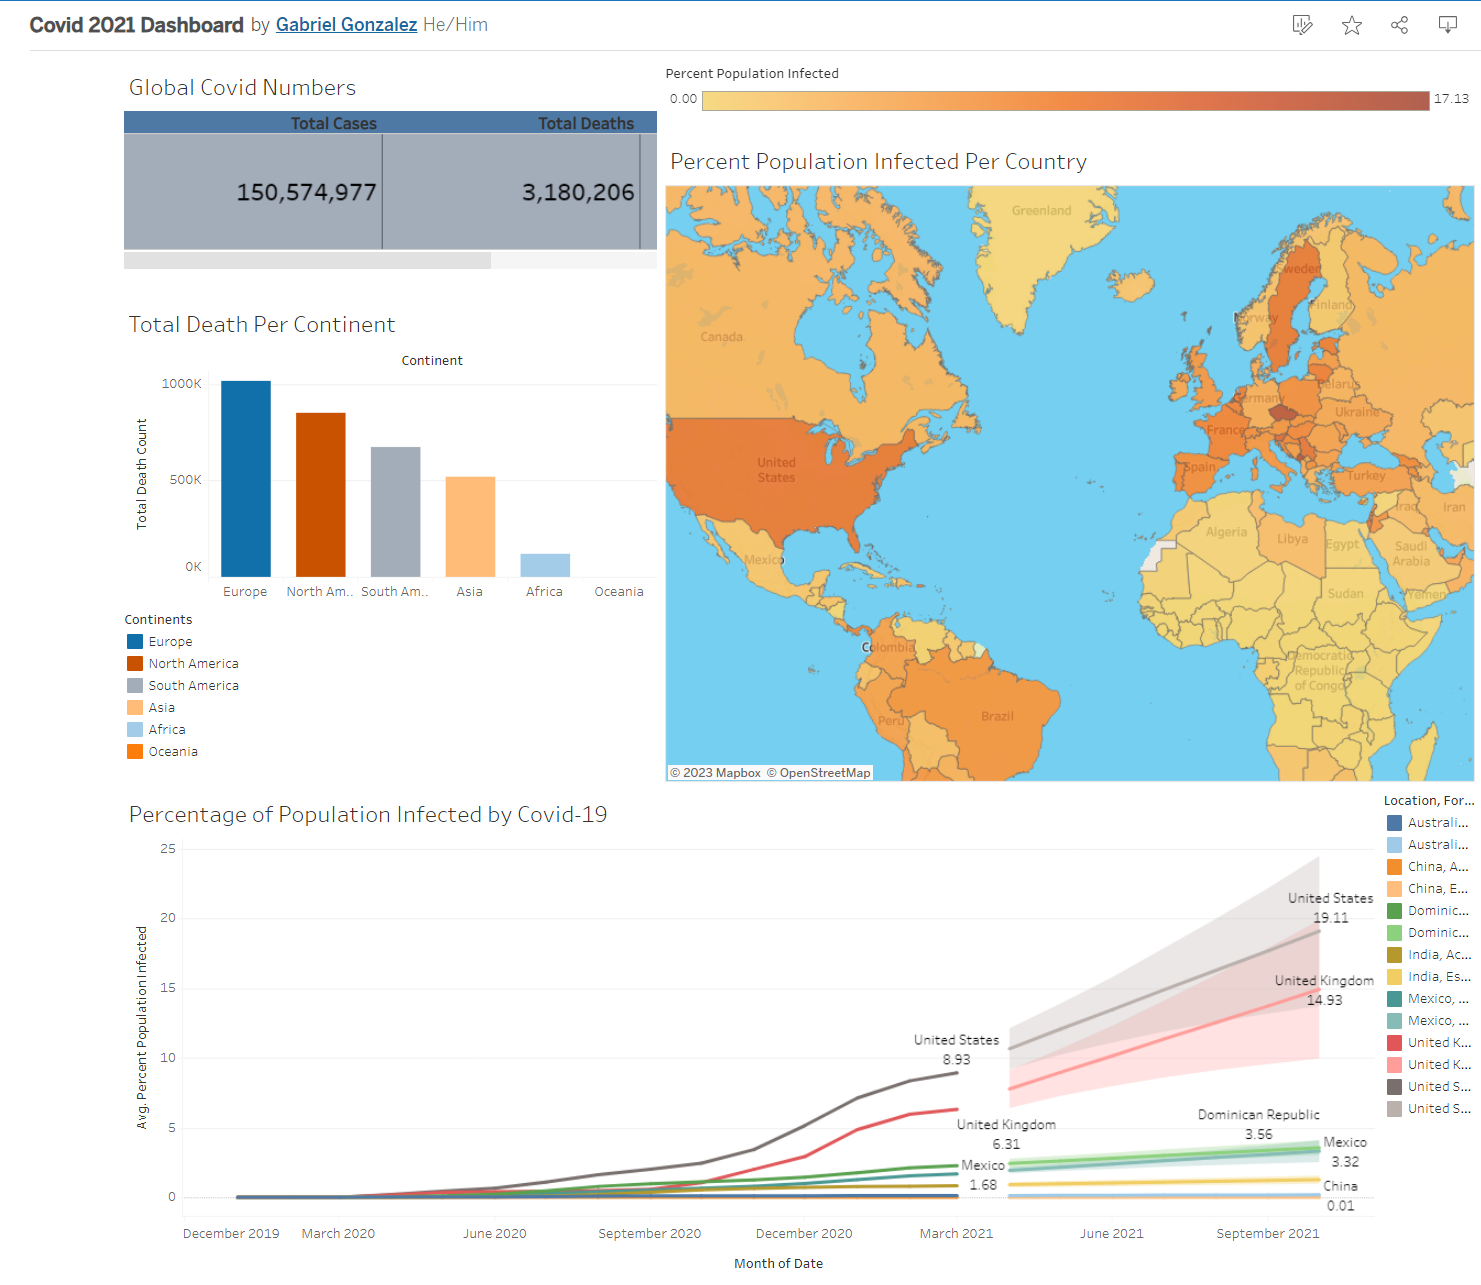 Covid 2021 Dashboard by Gabriel Gonzalez He/Him
Global Covid Numbers
Total Cases Total Deaths
150,574,977 3,180,206
Percent Population Infected
0.00 17.13
Percent Population Infected Per Country
Greenland
Canada
United
States
Mexico
Colombia
Peru
Brazil
Sweden
Finland
Norway
Belarus
Germany
Ukraine
France
Spain
Turkey
Iraq
Iran
Algeria
Libya
Egypt
Saudi
Arabia
Sudan
Yemen
Democratic
Republic
of Congo
© 2023 Mapbox © OpenStreetMap
Total Death Per Continent
Continent
Total Death Count
1000K
500K
0K
Europe North Am.. South Am.. Asia Africa Oceania
Continents
Europe
North America
South America
Asia
Africa
Oceania
Percentage of Population Infected by Covid-19
Avg. Percent Population Infected
25
20
15
10
5
0
United States
19.11
United Kingdom
14.93
United States
8.93
United Kingdom
6.31
Dominican Republic
3.56
Mexico
3.32
Mexico
1.68
China
0.01
December 2019 March 2020 June 2020 September 2020 December 2020 March 2021 June 2021 September 2021
Month of Date
Location, For...
Australi...
Australi...
China, A...
China, E...
Dominic...
Dominic...
India, Ac...
India, Es...
Mexico, ...
Mexico, ...
United K...
United K...
United S...
United S...